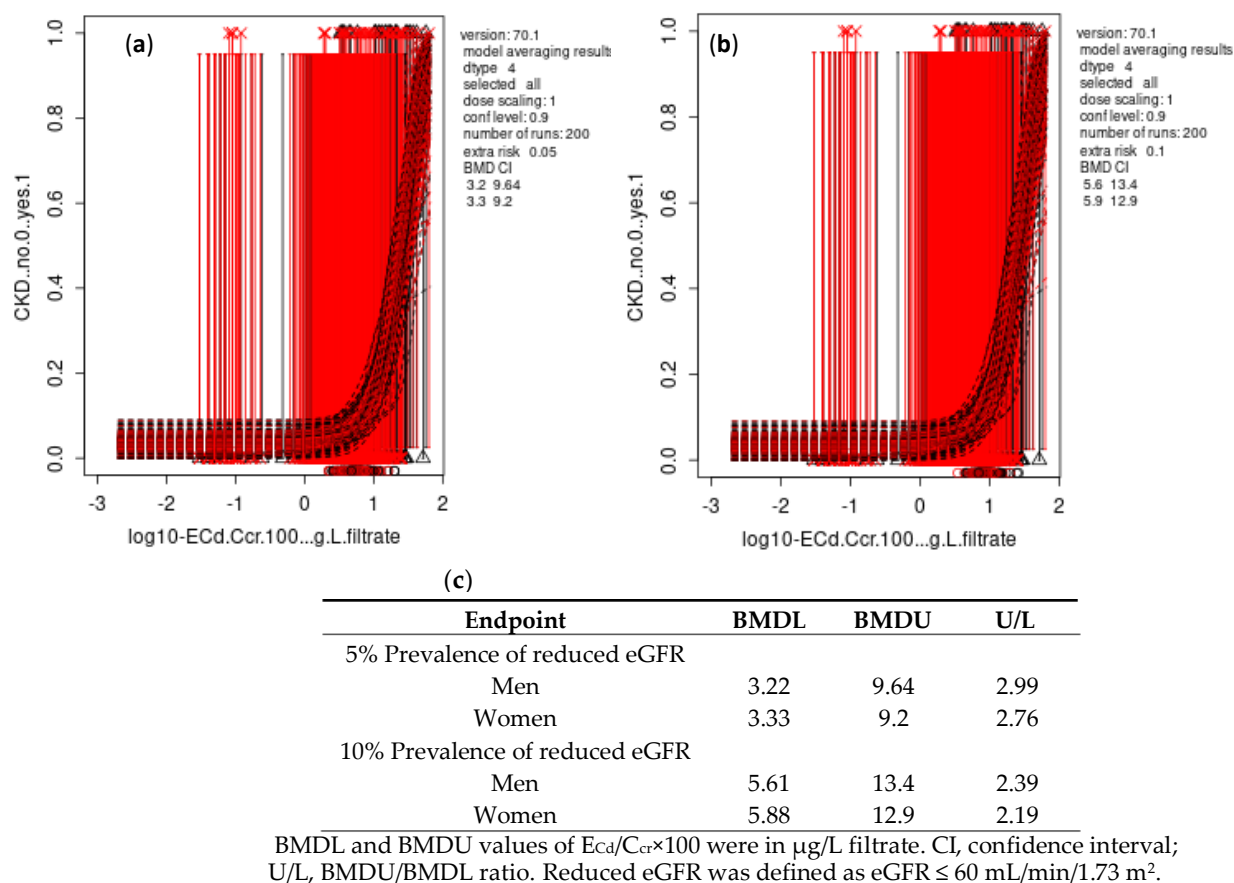 (a)
CKD..no.0..yes.1
1.0
0.8
0.6
0.4
0.2
0.0
-3 -2 -1 0 1 2
log10-ECd.Ccr.100...g.L.filtrate
version: 70.1
model averaging results
dtype 4
selected all
dose scaling: 1
conf level: 0.9
number of runs: 200
extra risk 0.05
BMD CI
3.2 9.64
3.3 9.2
(b)
CKD..no.0..yes.1
1.0
0.8
0.6
0.4
0.2
0.0
-3 -2 -1 0 1 2
log10-ECd.Ccr.100...g.L.filtrate
version: 70.1
model averaging results
dtype 4
selected all
dose scaling: 1
conf level: 0.9
number of runs: 200
extra risk 0.1
BMD CI
5.6 13.4
5.9 12.9
(c)
Endpoint BMDL BMDU U/L
5% Prevalence of reduced eGFR
Men 3.22 9.64 2.99
Women 3.33 9.2 2.76
10% Prevalence of reduced eGFR
Men 5.61 13.4 2.39
Women 5.88 12.9 2.19
BMDL and BMDU values of ECd/Ccr×100 were in µg/L filtrate. CI, confidence interval;
U/L, BMDU/BMDL ratio. Reduced eGFR was defined as eGFR ≤ 60 mL/min/1.73 m².